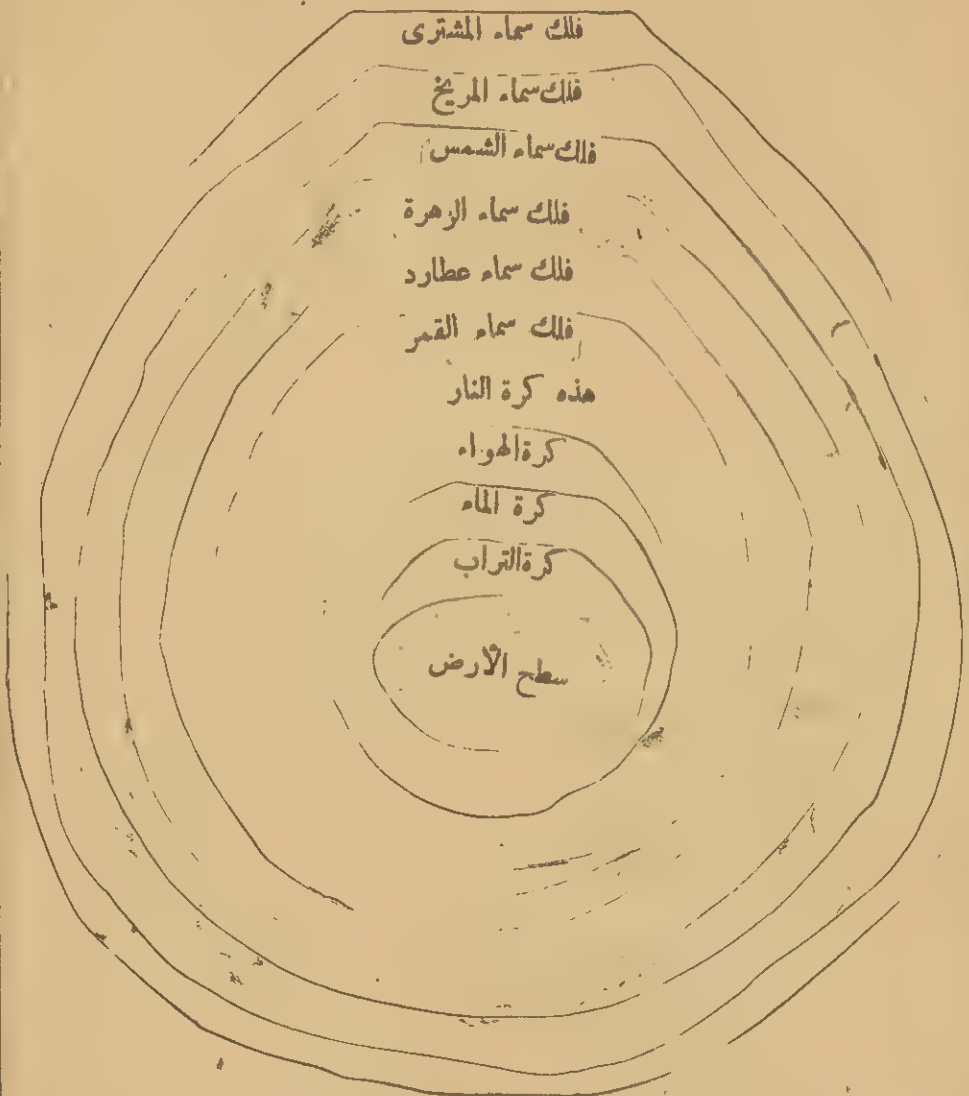 فلك سماء المشترى
فلك سماء المريخ
فلك سماء الشمس
فلك سماء الزهرة
فلك سماء عطارد
فلك سماء القمر
هذه كرة النار
كرة الهواء
كرة الماء
كرة التراب
سطح الأرض